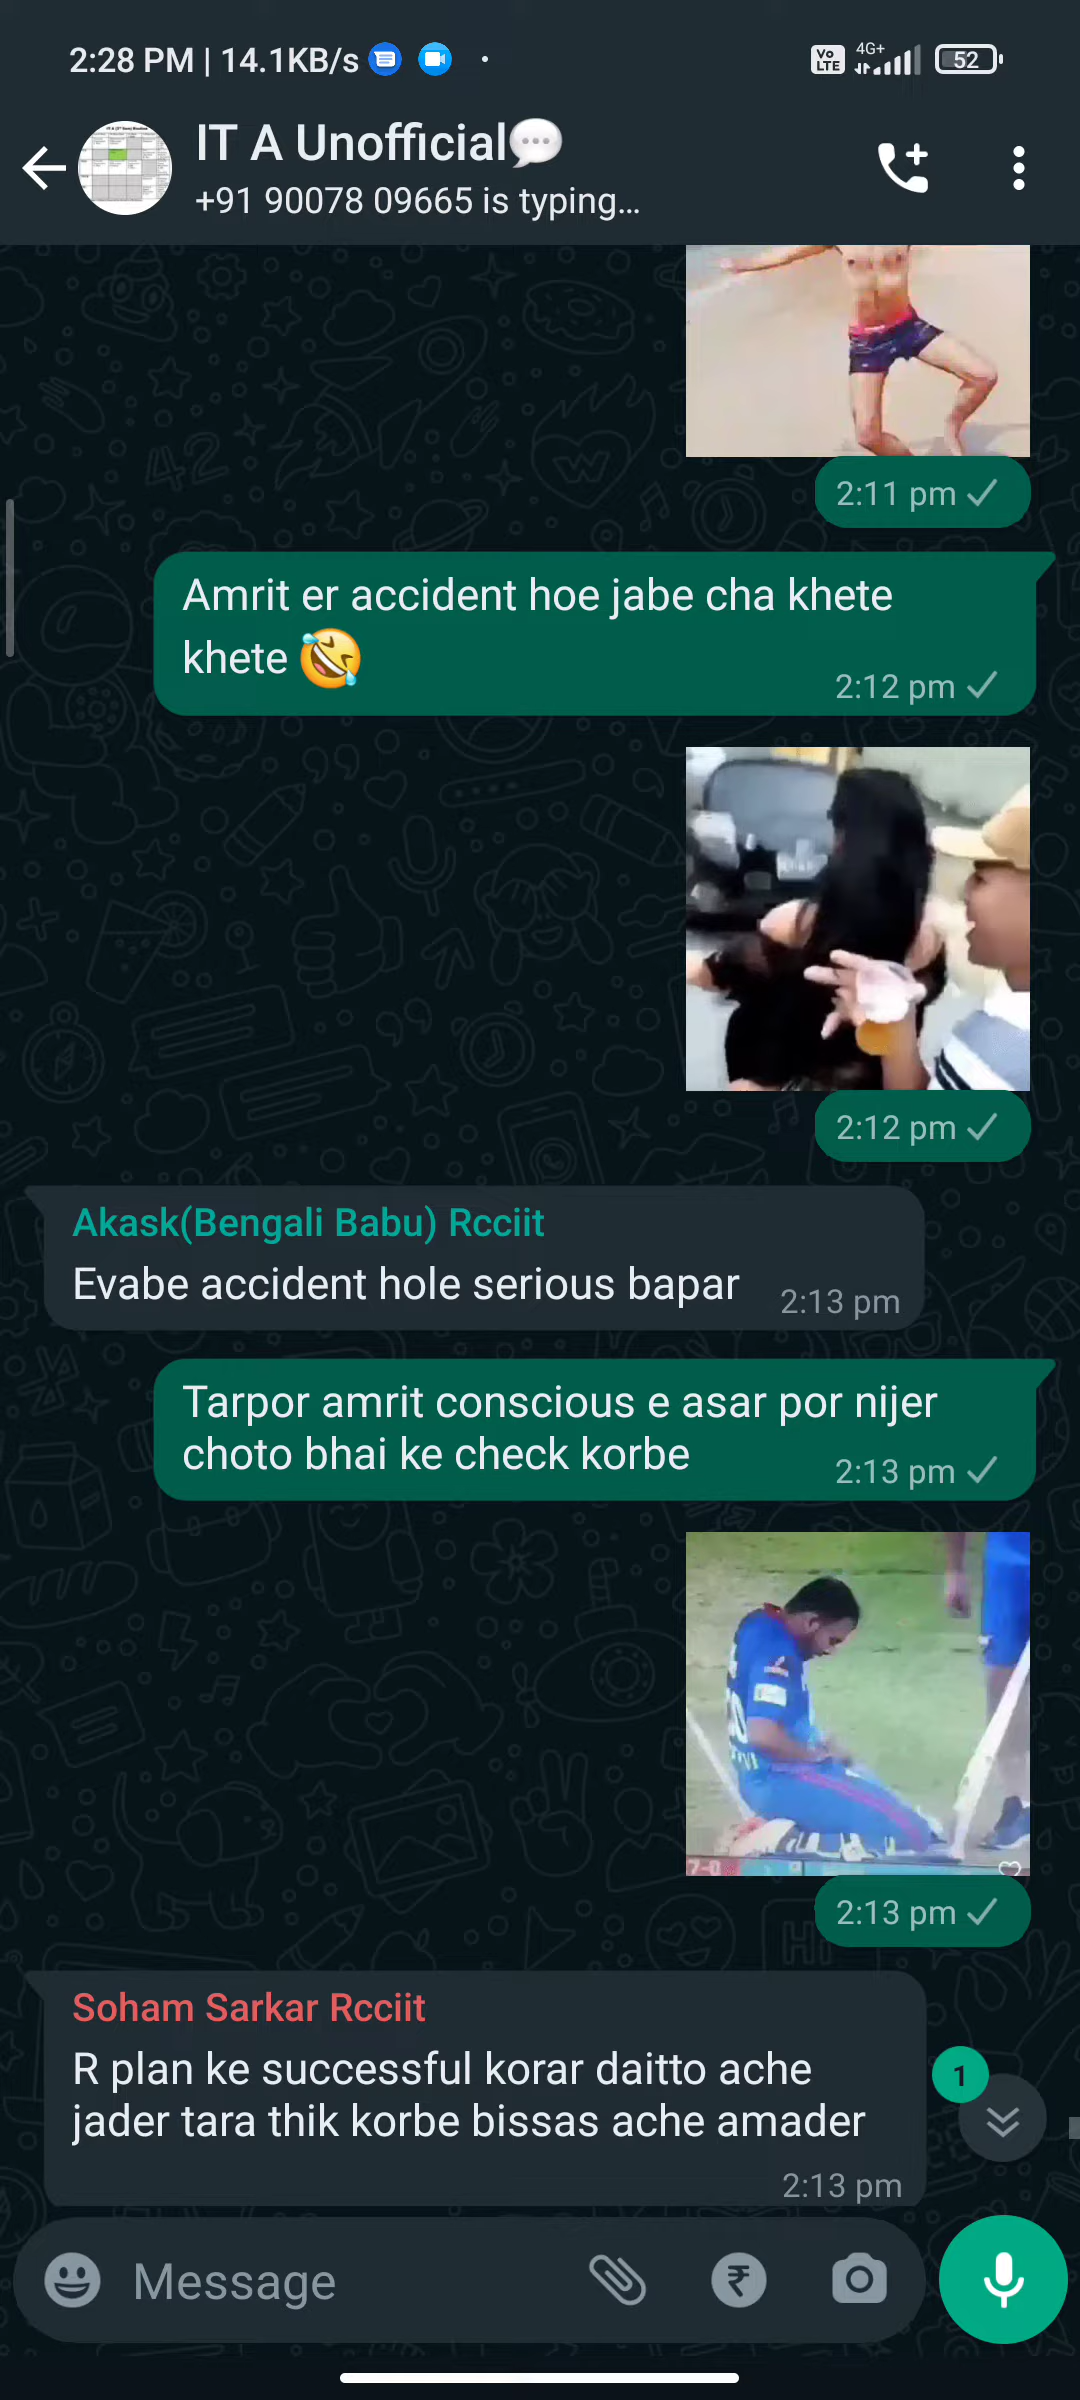 2:28 PM | 14.1KB/s
Vo LTE 4G+ 52
IT A Unofficial💬
+91 90078 09665 is typing...
2:11 pm
Amrit er accident hoe jabe cha khete
khete 🤣
2:12 pm
2:12 pm
Akask(Bengali Babu) Rcciit
Evabe accident hole serious bapar
2:13 pm
Tarpor amrit conscious e asar por nijer
choto bhai ke check korbe
2:13 pm
2:13 pm
Soham Sarkar Rcciit
R plan ke successful korar daitto ache
jader tara thik korbe bissas ache amader
2:13 pm
1
Message